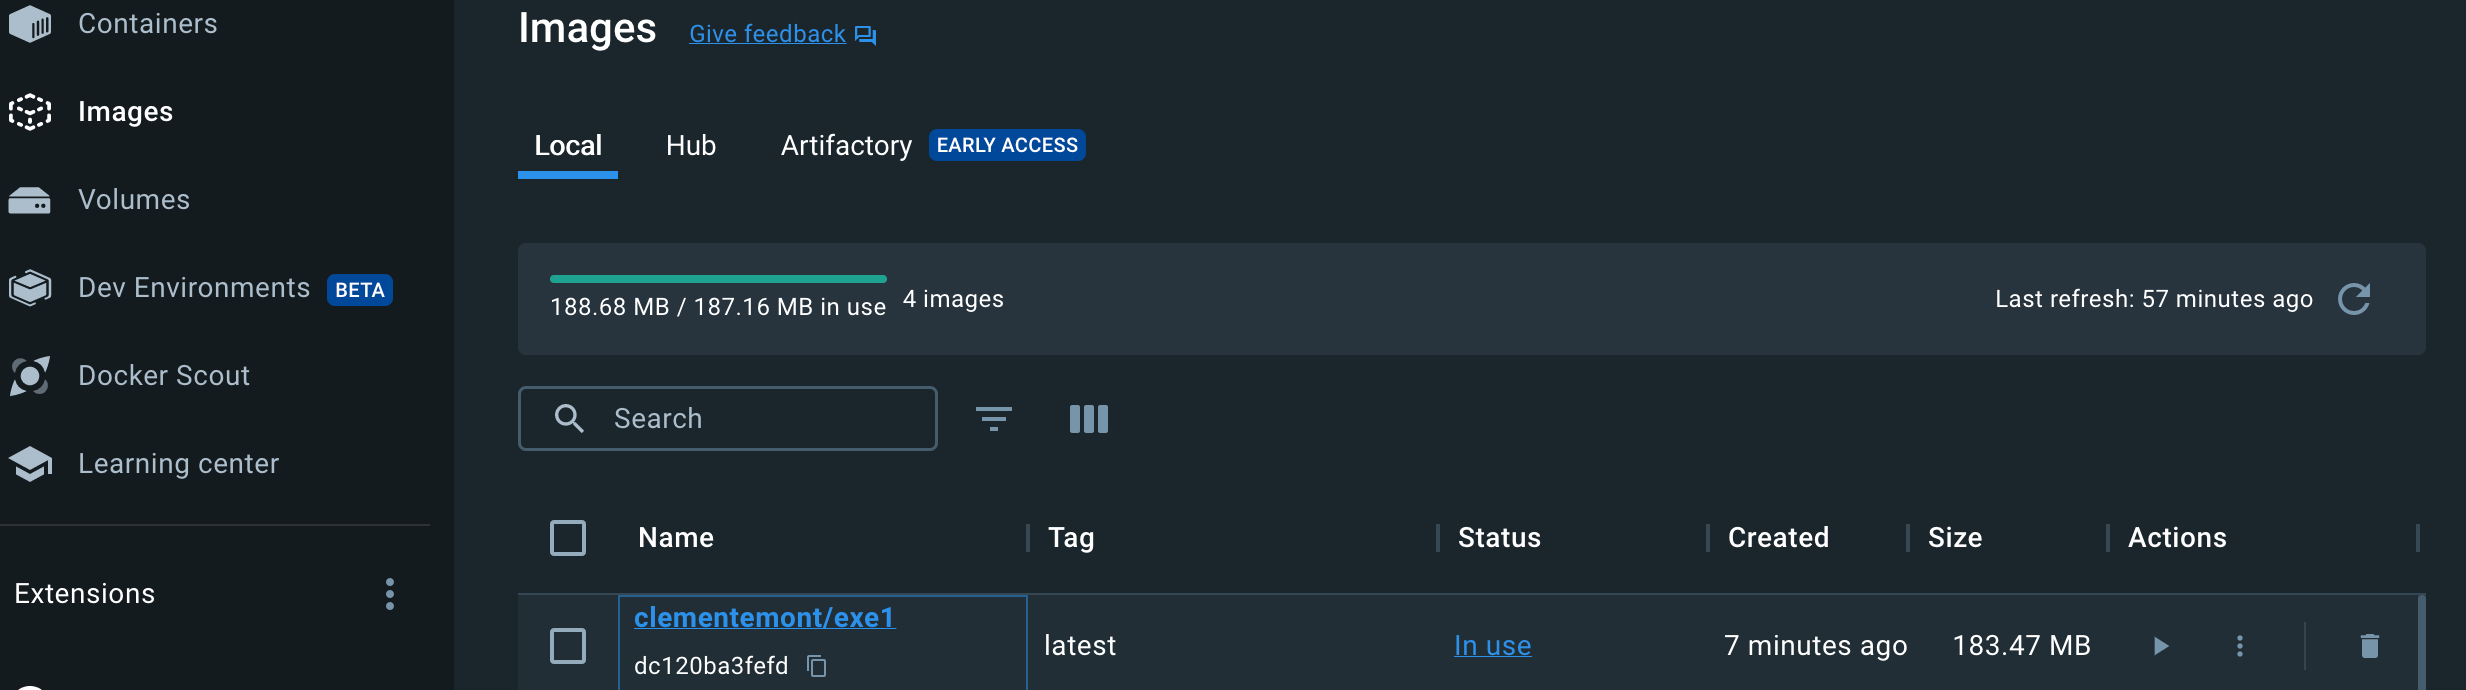 Containers
Images
Volumes
Dev Environments BETA
Docker Scout
Learning center
Extensions
Images Give feedback
Local Hub Artifactory EARLY ACCESS
188.68 MB / 187.16 MB in use 4 images Last refresh: 57 minutes ago
Search
Name Tag Status Created Size Actions
clementemont/exe1
dc120ba3fefd
latest In use 7 minutes ago 183.47 MB